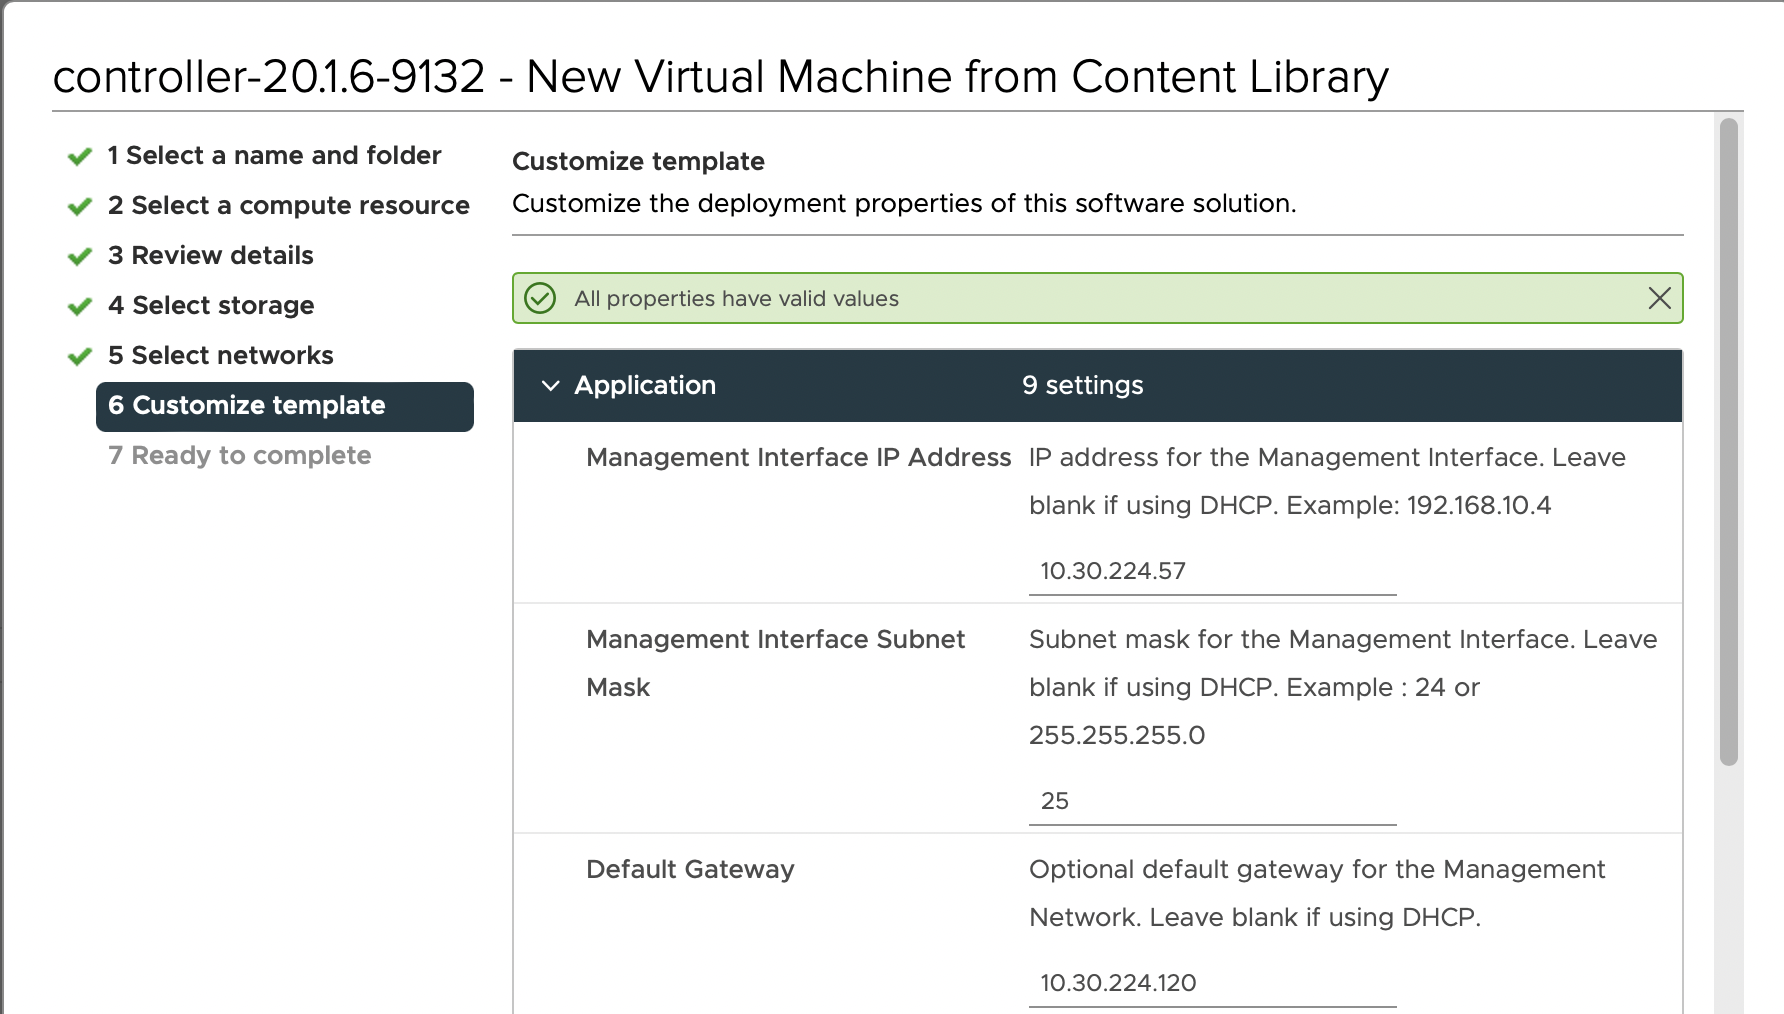 controller-20.1.6-9132 - New Virtual Machine from Content Library
1 Select a name and folder
2 Select a compute resource
3 Review details
4 Select storage
5 Select networks
6 Customize template
7 Ready to complete
Customize template
Customize the deployment properties of this software solution.
All properties have valid values
Application 9 settings
Management Interface IP Address
IP address for the Management Interface. Leave
blank if using DHCP. Example: 192.168.10.4
10.30.224.57
Management Interface Subnet
Mask
Subnet mask for the Management Interface. Leave
blank if using DHCP. Example : 24 or
255.255.255.0
25
Default Gateway
Optional default gateway for the Management
Network. Leave blank if using DHCP.
10.30.224.120